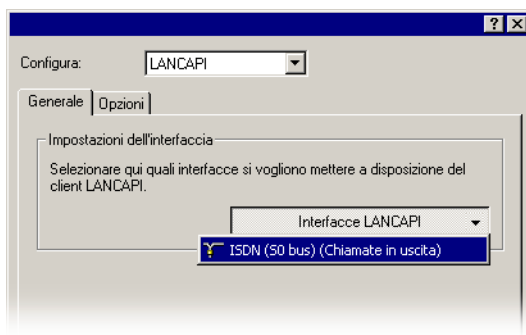 Configura: LANCAPI
Generale Opzioni
Impostazioni dell'interfaccia
Selezionare qui quali interfacce si vogliono mettere a disposizione del
client LANCAPI.
Interfacce LANCAPI
ISDN (S0 bus) (Chiamate in uscita)